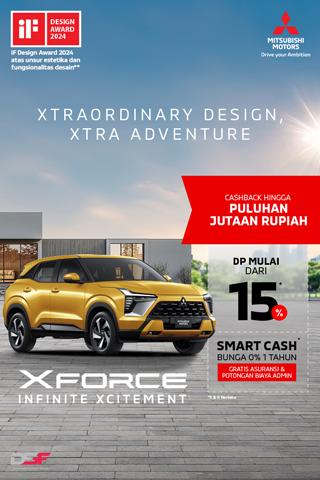 iF
DESIGN
AWARD
2024
iF Design Award 2024
atas unsur estetika dan
fungsionalitas desain**
MITSUBISHI
MOTORS
Drive your Ambition
XTRAORDINARY DESIGN,
XTRA ADVENTURE
CASHBACK HINGGA
PULUHAN
JUTAAN RUPIAH
DP MULAI
DARI
15%*
SMART CASH*
BUNGA 0% 1 TAHUN
GRATIS ASURANSI &
POTONGAN BIAYA ADMIN
*S & K Berlaku
XFORCE
INFINITE XCITEMENT
DSF